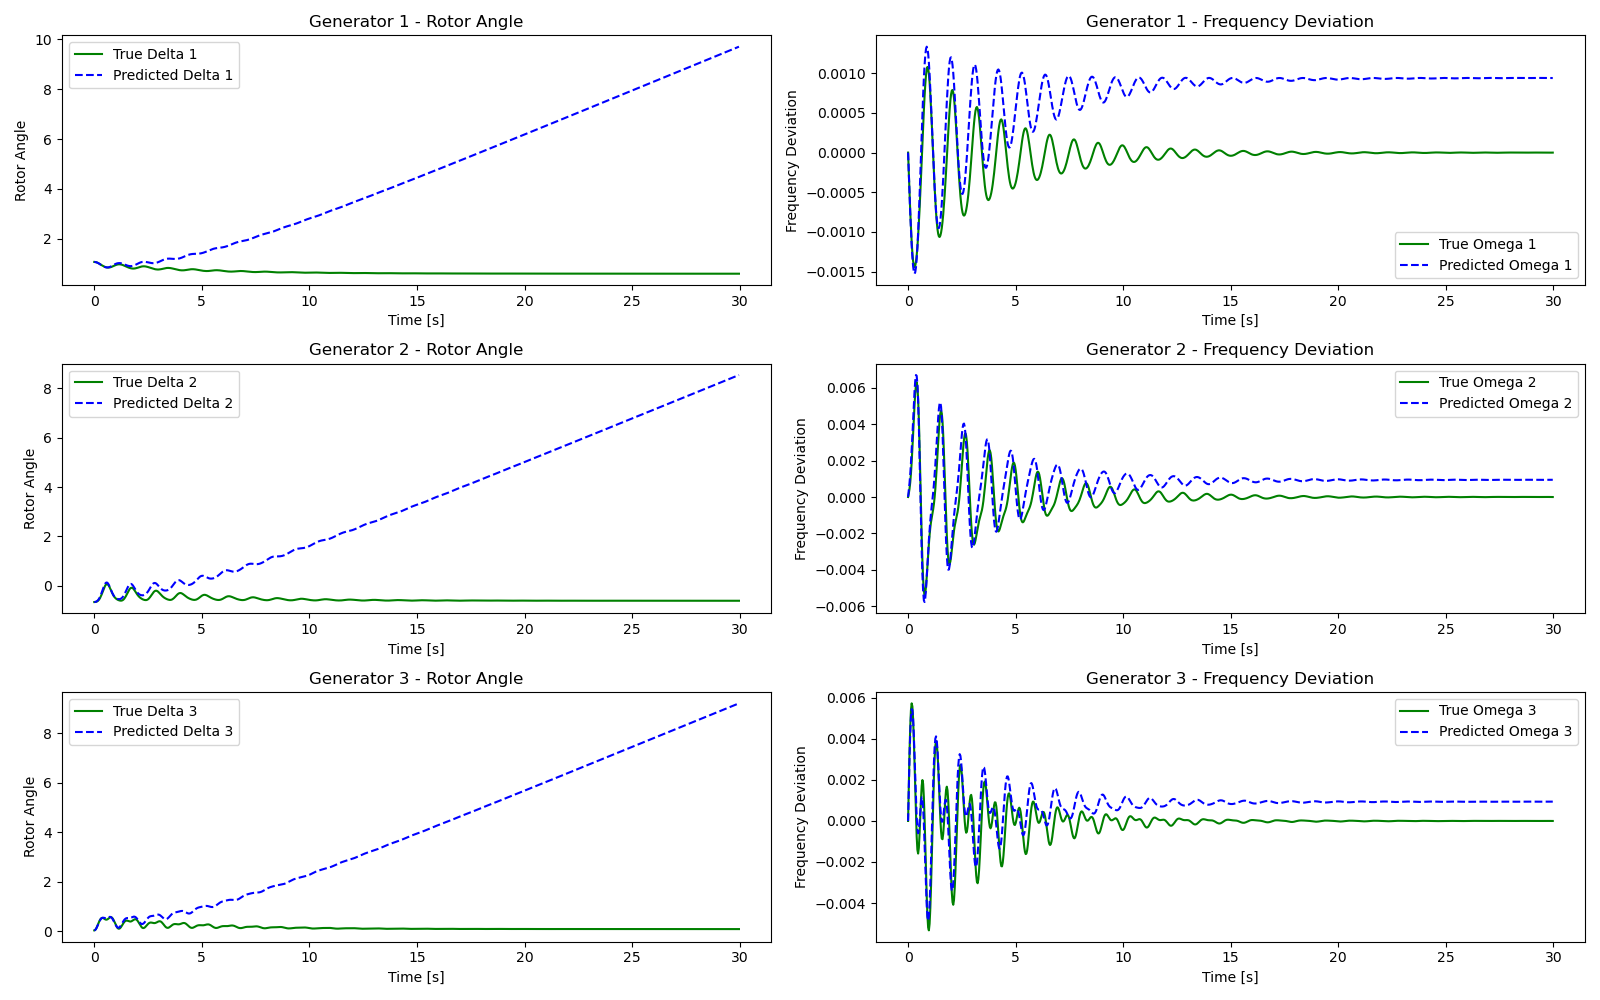 Generator 1 - Rotor Angle
10
8
6
4
2
Rotor Angle
True Delta 1
Predicted Delta 1
0 5 10 15 20 25 30
Time [s]
Generator 1 - Frequency Deviation
0.0010
0.0005
0.0000
−0.0005
−0.0010
−0.0015
Frequency Deviation
True Omega 1
Predicted Omega 1
0 5 10 15 20 25 30
Time [s]
Generator 2 - Rotor Angle
8
6
4
2
0
Rotor Angle
True Delta 2
Predicted Delta 2
0 5 10 15 20 25 30
Time [s]
Generator 2 - Frequency Deviation
0.006
0.004
0.002
0.000
−0.002
−0.004
−0.006
Frequency Deviation
True Omega 2
Predicted Omega 2
0 5 10 15 20 25 30
Time [s]
Generator 3 - Rotor Angle
8
6
4
2
0
Rotor Angle
True Delta 3
Predicted Delta 3
0 5 10 15 20 25 30
Time [s]
Generator 3 - Frequency Deviation
0.006
0.004
0.002
0.000
−0.002
−0.004
Frequency Deviation
True Omega 3
Predicted Omega 3
0 5 10 15 20 25 30
Time [s]